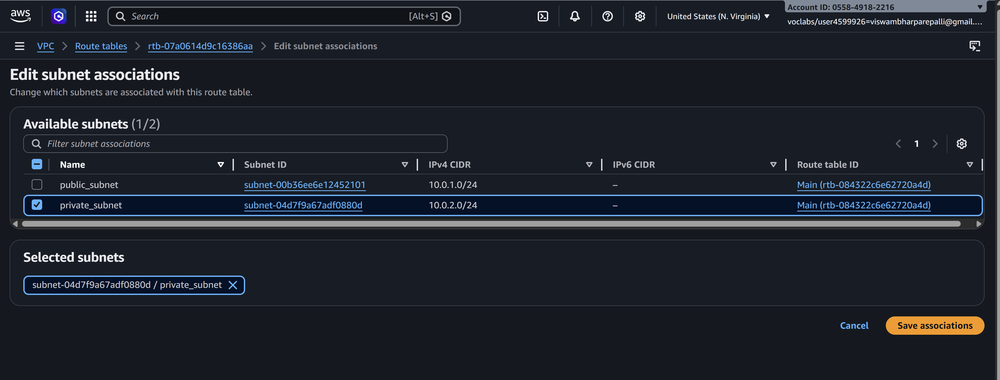 aws
Search [Alt+S]
United States (N. Virginia)
Account ID: 0558-4918-2216
voclabs/user4599926=viswambharparepalli@gmail....
VPC Route tables rtb-07a0614d9c16386aa Edit subnet associations
Edit subnet associations
Change which subnets are associated with this route table.
Available subnets (1/2)
Filter subnet associations
1
Name Subnet ID IPv4 CIDR IPv6 CIDR Route table ID
public_subnet subnet-00b36ee6e12452101 10.0.1.0/24 – Main (rtb-084322c6e62720a4d)
private_subnet subnet-04d7f9a67adf0880d 10.0.2.0/24 – Main (rtb-084322c6e62720a4d)
Selected subnets
subnet-04d7f9a67adf0880d / private_subnet
Cancel Save associations